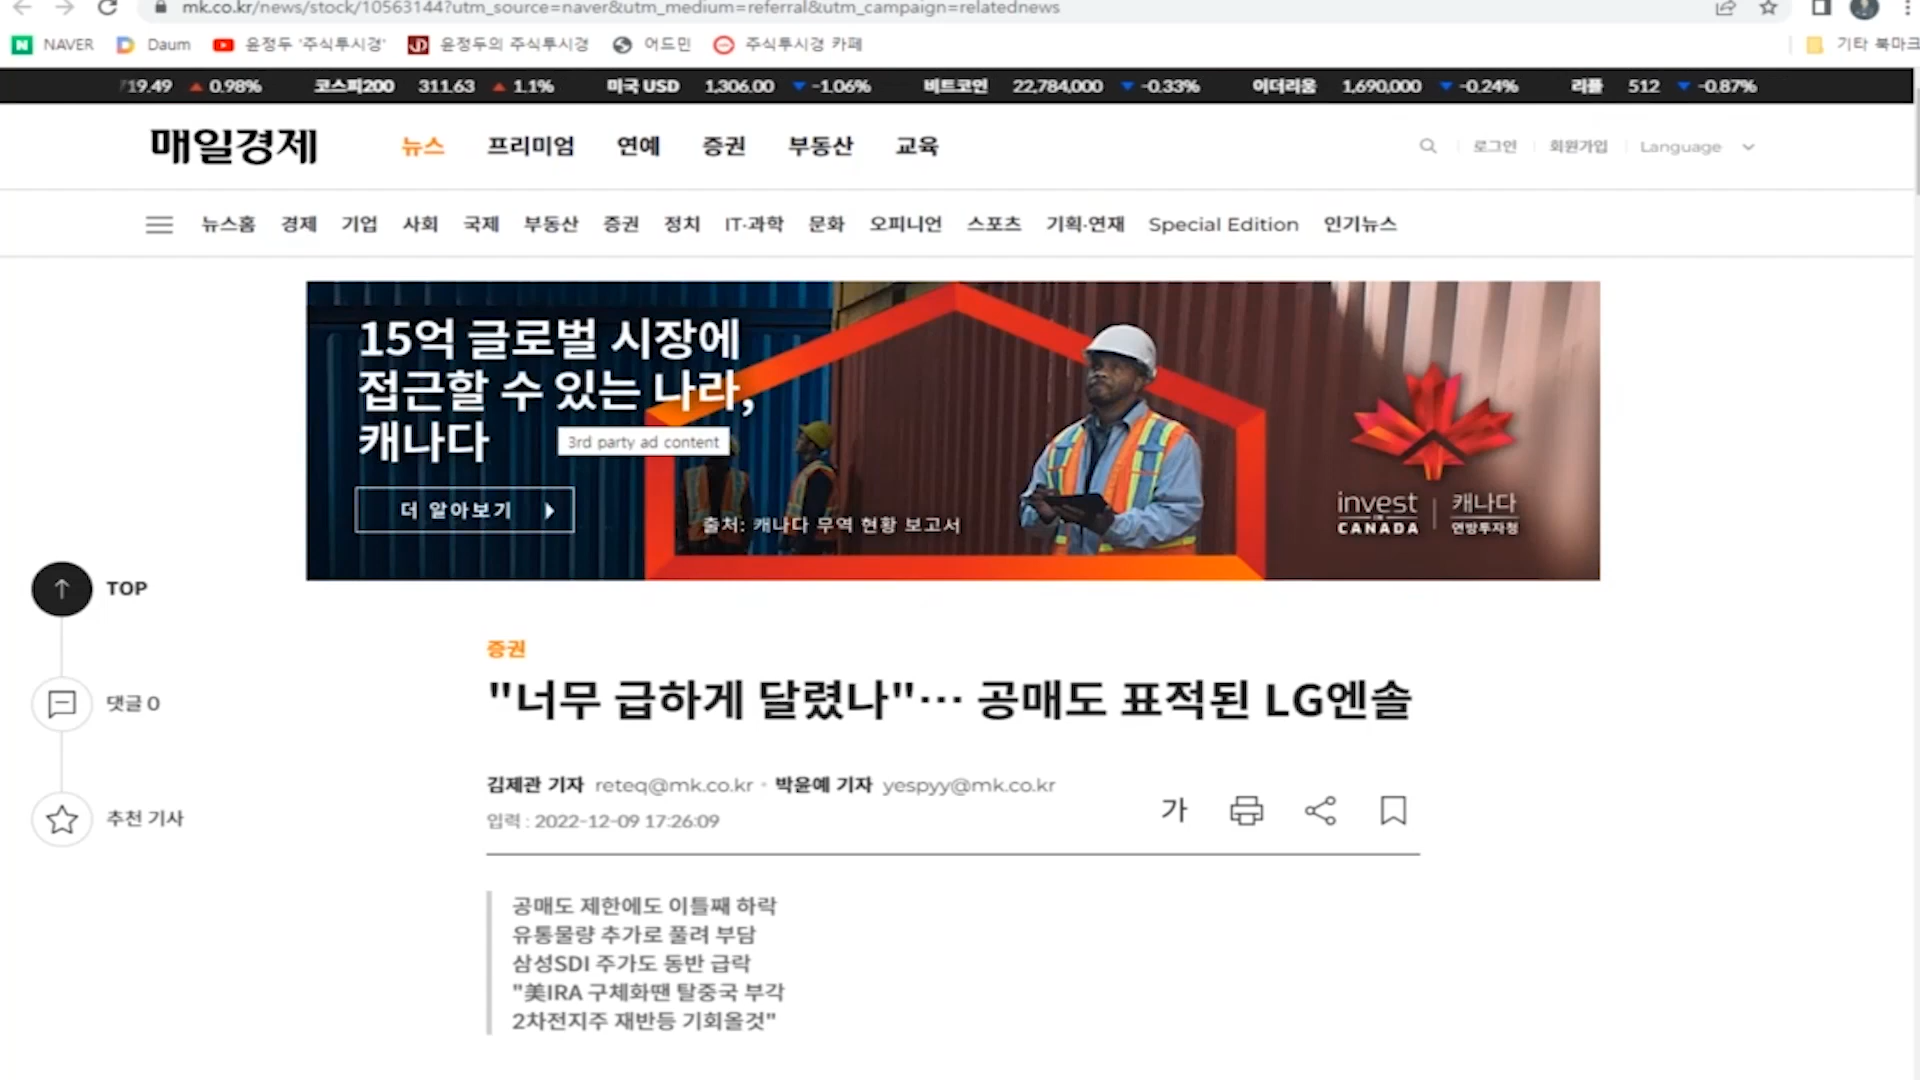 mk.co.kr/news/stock/10563144?utm_source=naver&utm_medium=referral&utm_campaign=relatednews
NAVER Daum 윤정두 '주식투시경' 윤정두의 주식투시경 어드민 주식투시경 카페 기타 북마크
719.49 ▲ 0.98% 코스피200 311.63 ▲ 1.1% 미국 USD 1,306.00 ▼ -1.06% 비트코인 22,784,000 ▼ -0.33% 이더리움 1,690,000 ▼ -0.24% 리플 512 ▼ -0.87%
매일경제 뉴스 프리미엄 연예 증권 부동산 교육 로그인 회원가입 Language
뉴스홈 경제 기업 사회 국제 부동산 증권 정치 IT·과학 문화 오피니언 스포츠 기획·연재 Special Edition 인기뉴스
15억 글로벌 시장에
접근할 수 있는 나라,
캐나다
3rd party ad content
더 알아보기
출처: 캐나다 무역 현황 보고서
invest IN CANADA 캐나다 연방투자청
TOP
댓글 0
추천 기사
증권
"너무 급하게 달렸나"… 공매도 표적된 LG엔솔
김제관 기자 reteq@mk.co.kr · 박윤예 기자 yespyy@mk.co.kr
입력 : 2022-12-09 17:26:09
가
공매도 제한에도 이틀째 하락
유통물량 추가로 풀려 부담
삼성SDI 주가도 동반 급락
"美IRA 구체화땐 탈중국 부각
2차전지주 재반등 기회올것"